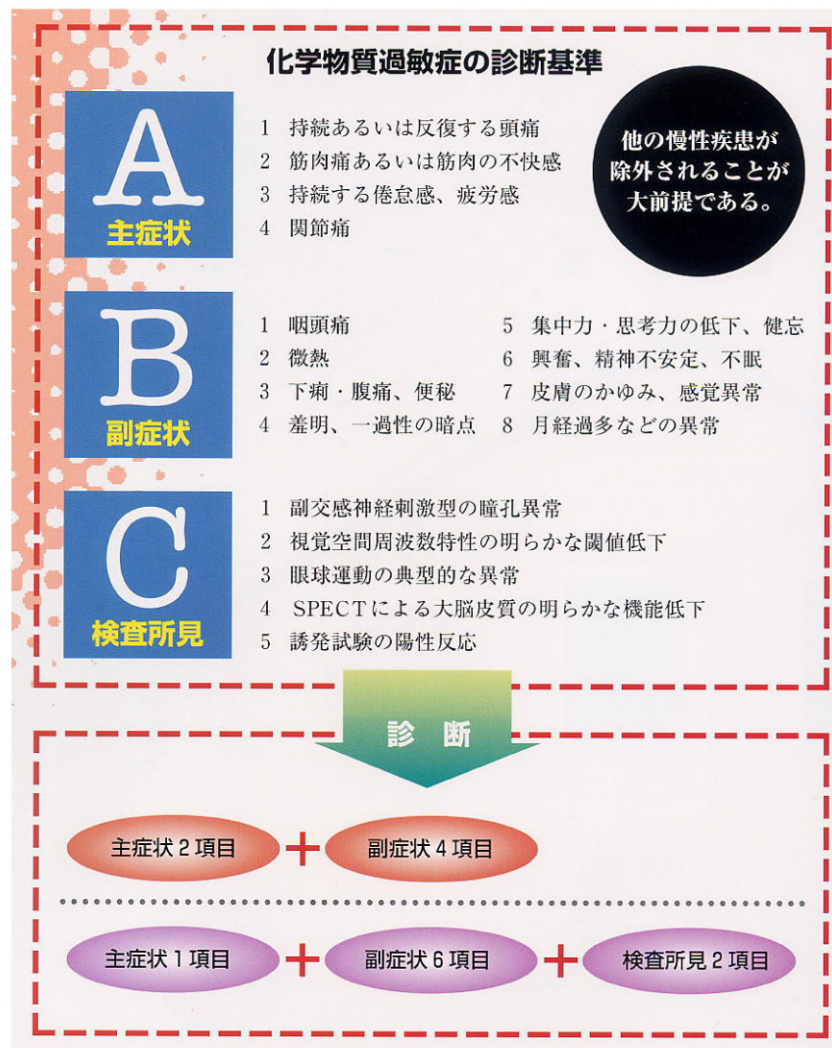 化学物質過敏症の診断基準
他の慢性疾患が
除外されることが
大前提である。
A
主症状
1 持続あるいは反復する頭痛
2 筋肉痛あるいは筋肉の不快感
3 持続する倦怠感、疲労感
4 関節痛
B
副症状
1 咽頭痛
2 微熱
3 下痢・腹痛、便秘
4 羞明、一過性の暗点
5 集中力・思考力の低下、健忘
6 興奮、精神不安定、不眠
7 皮膚のかゆみ、感覚異常
8 月経過多などの異常
C
検査所見
1 副交感神経刺激型の瞳孔異常
2 視覚空間周波数特性の明らかな閾値低下
3 眼球運動の典型的な異常
4 SPECTによる大脳皮質の明らかな機能低下
5 誘発試験の陽性反応
診 断
主症状2項目 + 副症状4項目
主症状1項目 + 副症状6項目 + 検査所見2項目